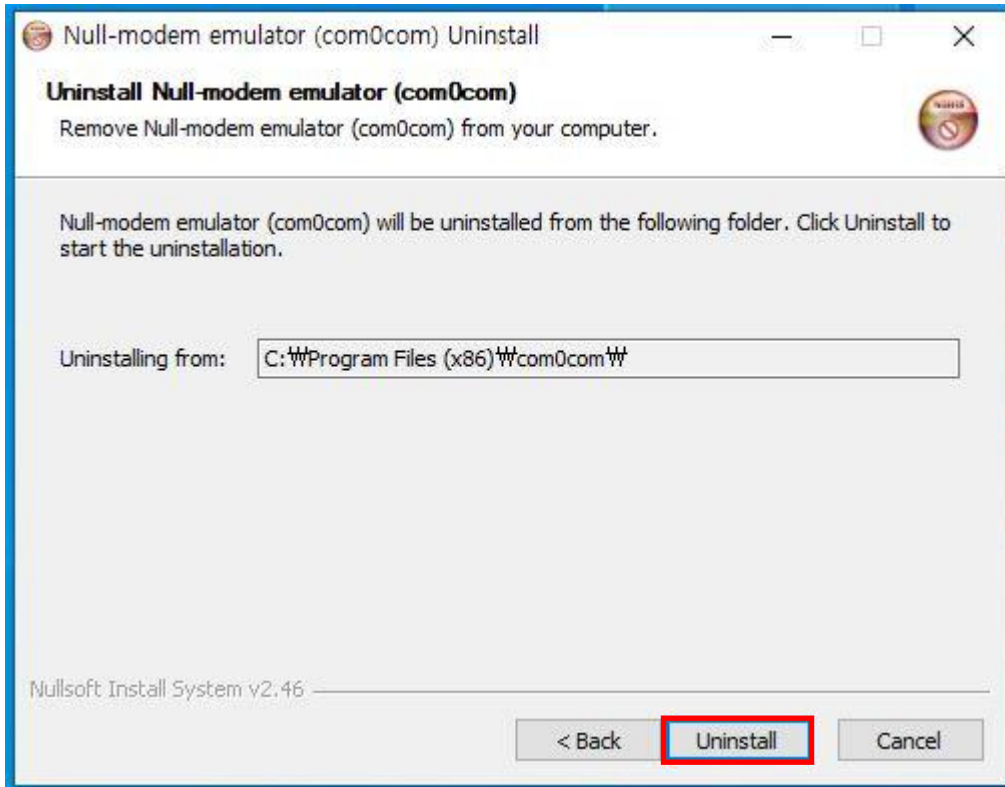 Null-modem emulator (com0com) Uninstall
Uninstall Null-modem emulator (com0com)
Remove Null-modem emulator (com0com) from your computer.
Null-modem emulator (com0com) will be uninstalled from the following folder. Click Uninstall to
start the uninstallation.
Uninstalling from: C:₩Program Files (x86)₩com0com₩
Nullsoft Install System v2.46
< Back Uninstall Cancel